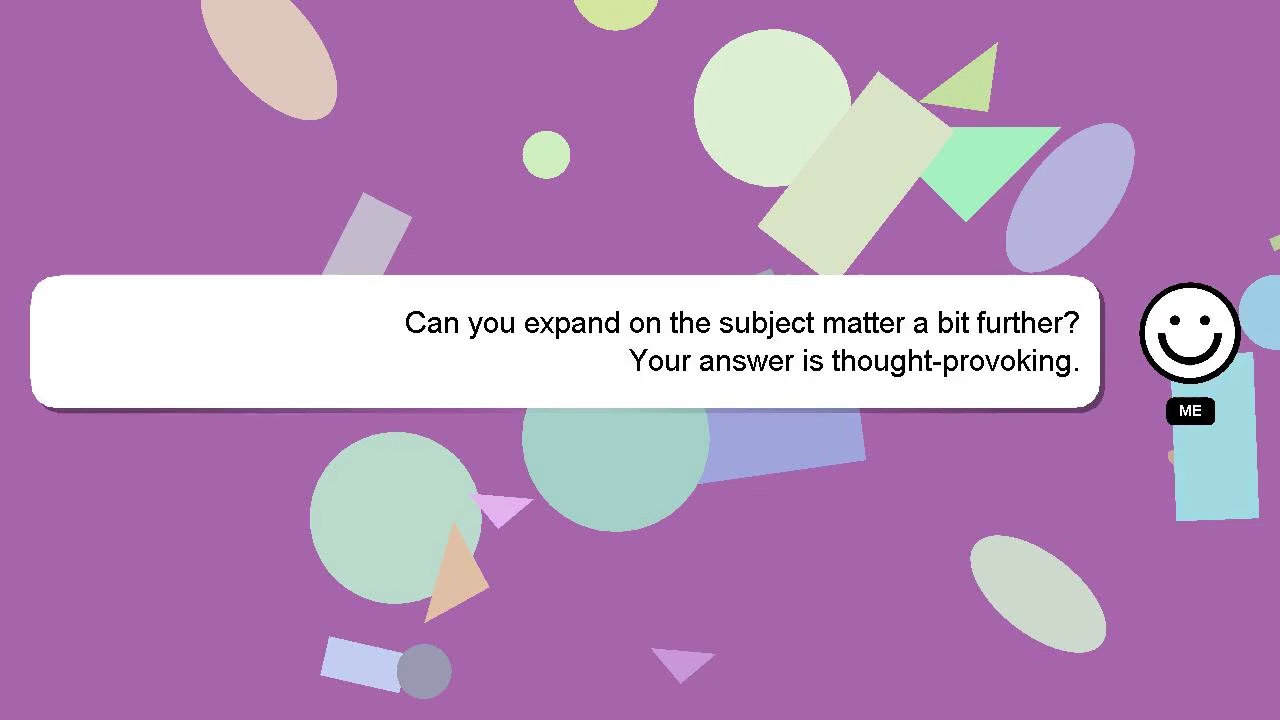 Can you expand on the subject matter a bit further?
Your answer is thought-provoking.
ME